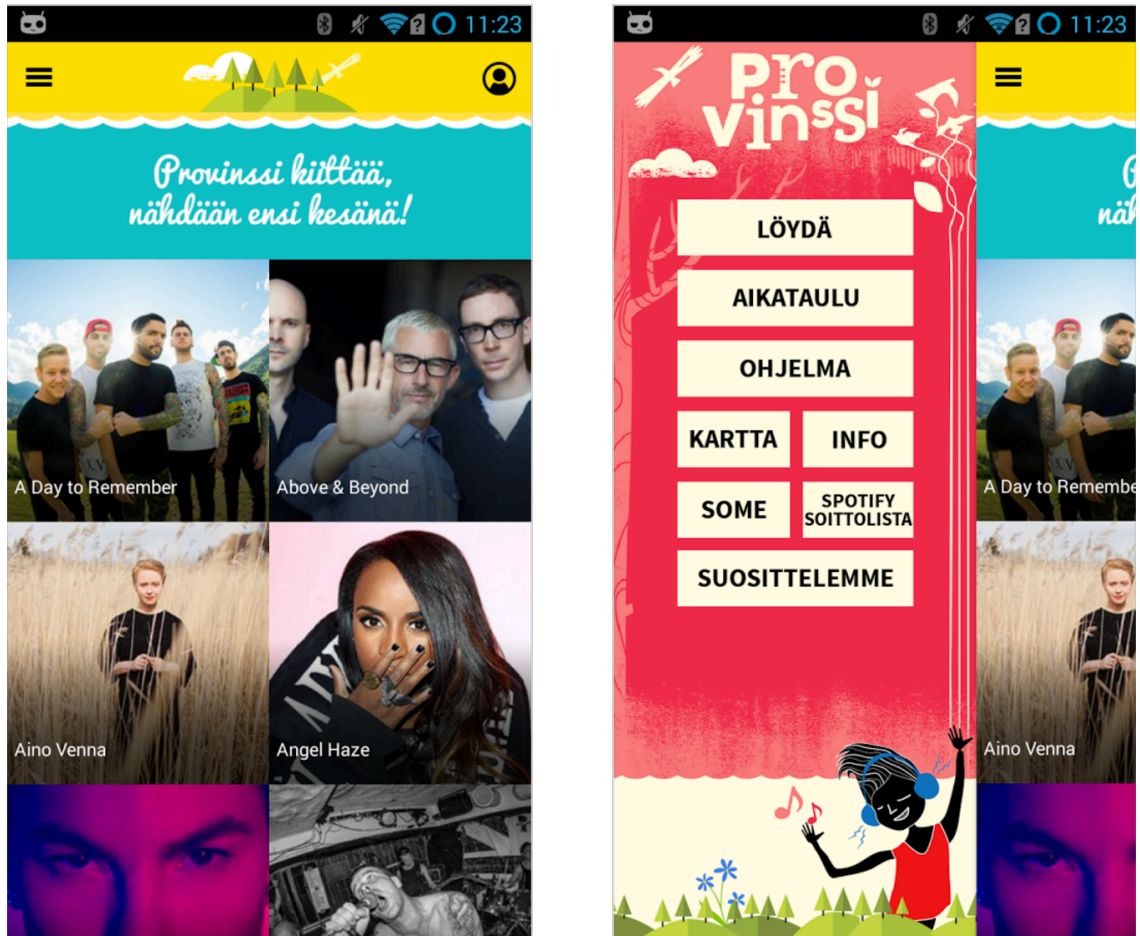 11:23
Provinssi kiittää,
nähdään ensi kesänä!
A Day to Remember
Above & Beyond
Aino Venna
Angel Haze
11:23
Pro
vinssi
LÖYDÄ
AIKATAULU
OHJELMA
KARTTA
INFO
SOME
SPOTIFY
SOITTOLISTA
SUOSITTELEMME
näh
A Day to Remembe
Aino Venna